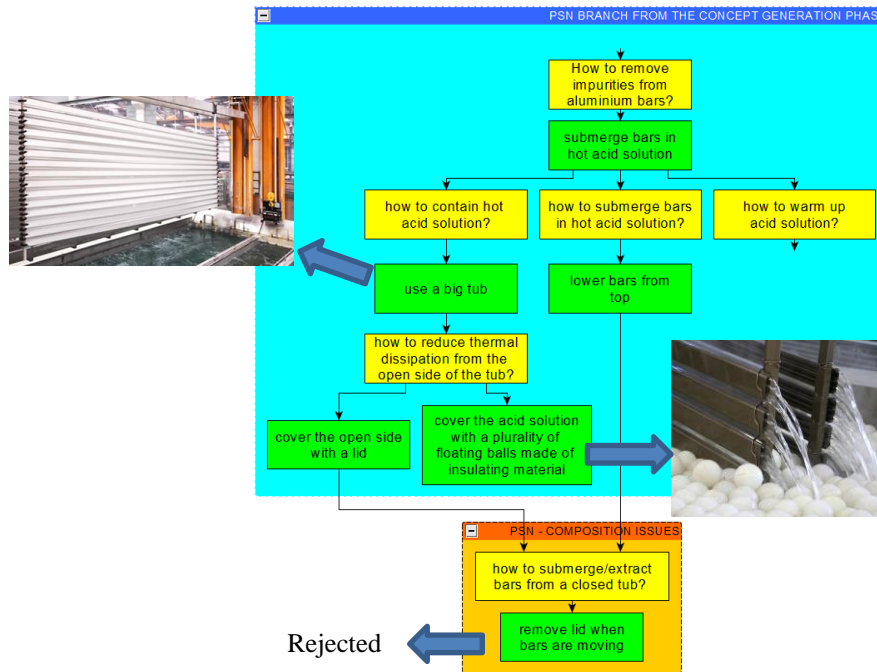 PSN BRANCH FROM THE CONCEPT GENERATION PHAS
How to remove
impurities from
aluminium bars?
submerge bars in
hot acid solution
how to contain hot
acid solution?
how to submerge bars
in hot acid solution?
how to warm up
acid solution?
use a big tub
lower bars from
top
how to reduce thermal
dissipation from the
open side of the tub?
cover the open side
with a lid
cover the acid solution
with a plurality of
floating balls made of
insulating material
PSN - COMPOSITION ISSUES
how to submerge/extract
bars from a closed tub?
remove lid when
bars are moving
Rejected